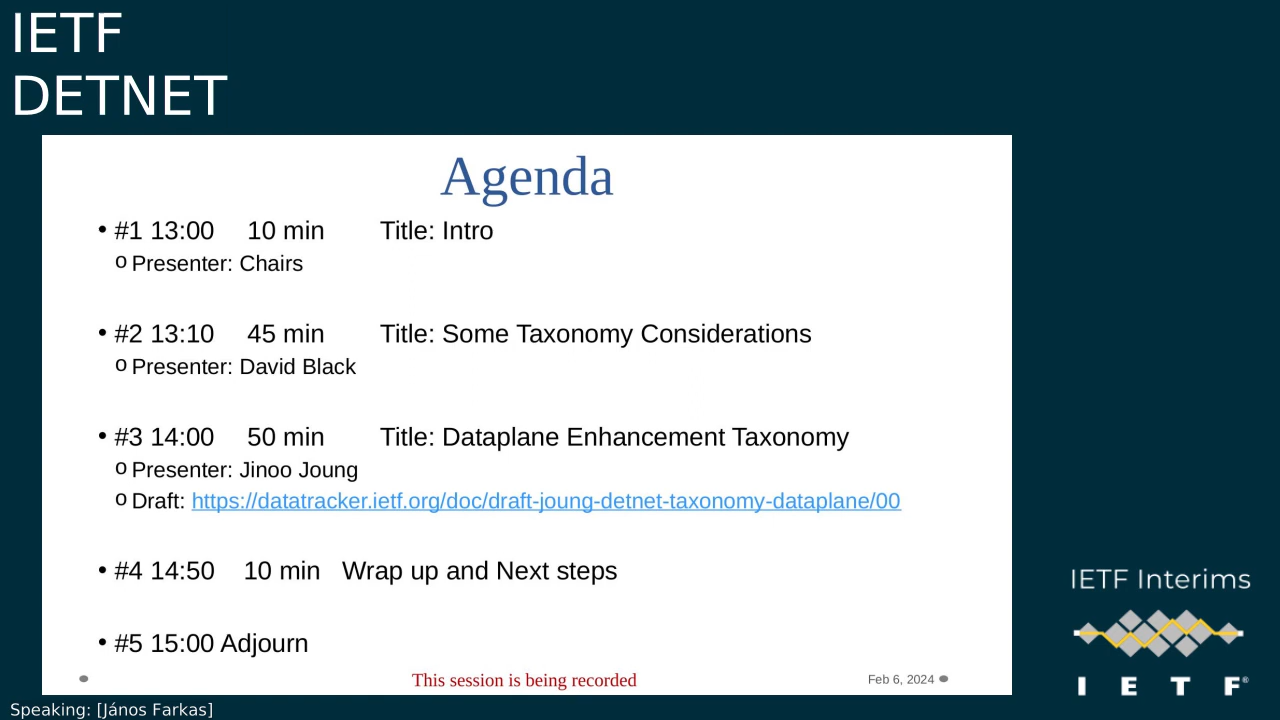 IETF
DETNET
Agenda
• #1 13:00 10 min Title: Intro
o Presenter: Chairs
• #2 13:10 45 min Title: Some Taxonomy Considerations
o Presenter: David Black
• #3 14:00 50 min Title: Dataplane Enhancement Taxonomy
o Presenter: Jinoo Joung
o Draft: https://datatracker.ietf.org/doc/draft-joung-detnet-taxonomy-dataplane/00
• #4 14:50 10 min Wrap up and Next steps
• #5 15:00 Adjourn
This session is being recorded
Feb 6, 2024
IETF Interims
I E T F®
Speaking: [János Farkas]